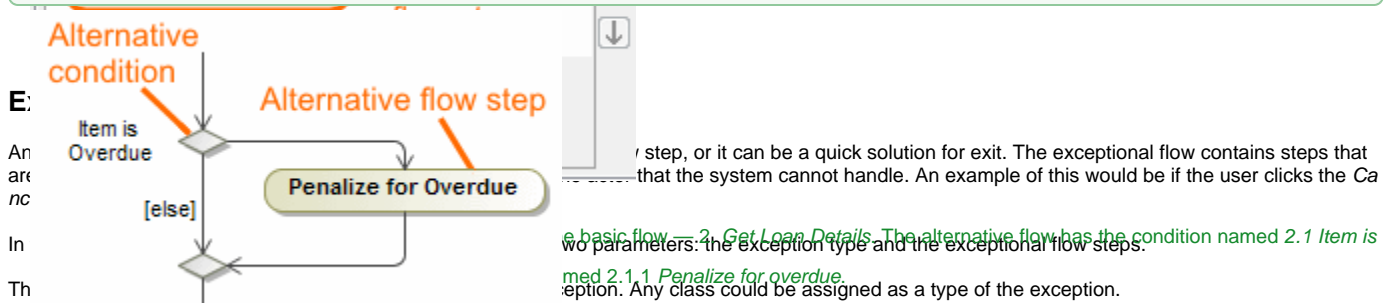 Alternative
condition
Alternative flow step
Item is
Overdue
Penalize for Overdue
[else]
An
step, or it can be a quick solution for exit. The exceptional flow contains steps that
that the system cannot handle. An example of this would be if the user clicks the Ca
nc
e basic flow — 2. Get Loan Details. The alternative flow has the condition named 2.1 Item is
In
two parameters: the exception type and the exceptional flow steps.
med 2.1.1 Penalize for overdue.
Th
ception. Any class could be assigned as a type of the exception.